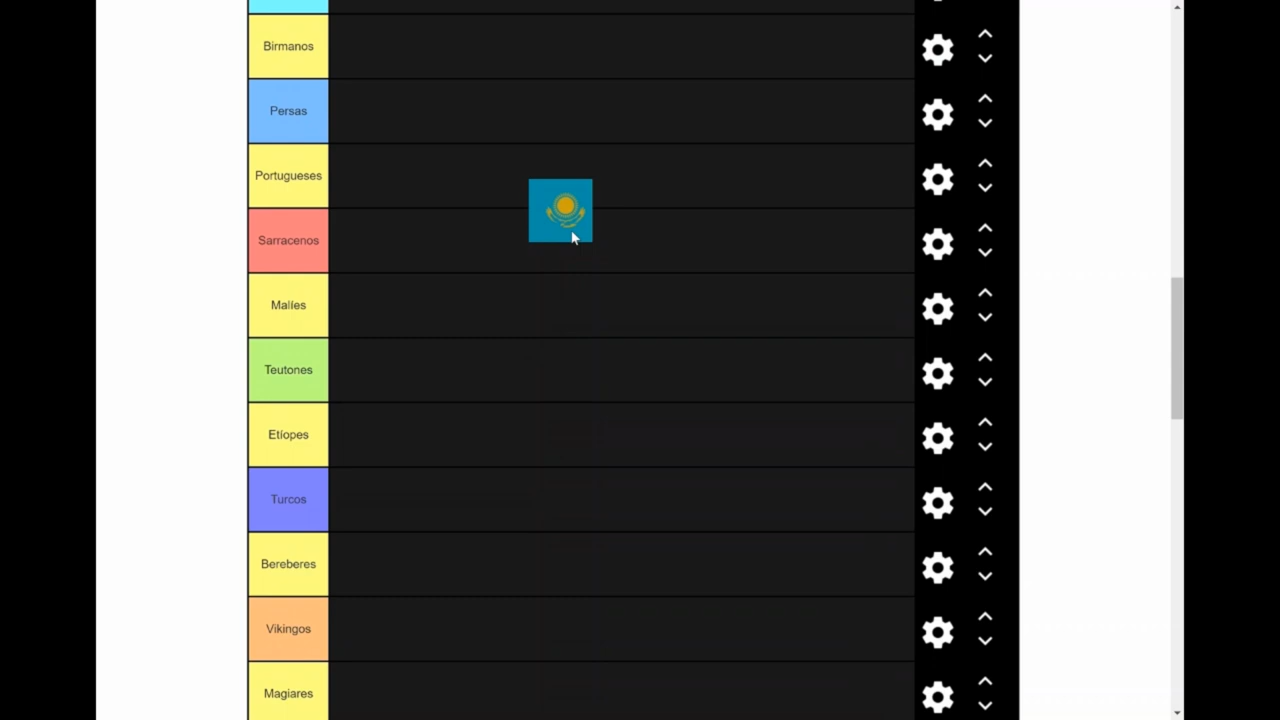 Birmanos
Persas
Portugueses
Sarracenos
Malíes
Teutones
Etíopes
Turcos
Bereberes
Vikingos
Magiares